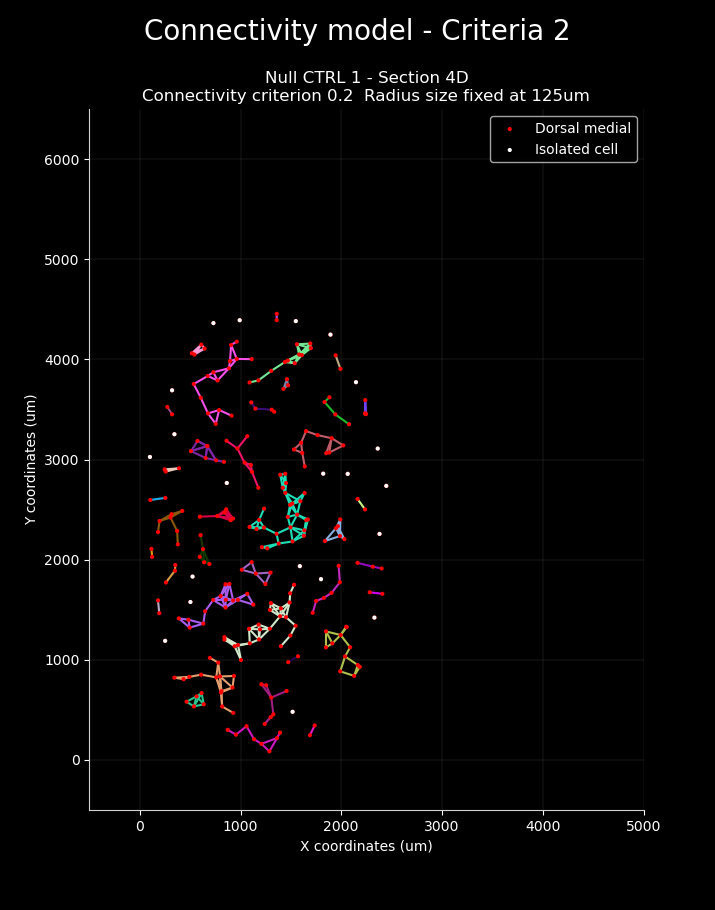 Connectivity model - Criteria 2
Null CTRL 1 - Section 4D
Connectivity criterion 0.2  Radius size fixed at 125um
Dorsal medial
Isolated cell
6000
5000
4000
3000
2000
1000
0
Y coordinates (um)
0 1000 2000 3000 4000 5000
X coordinates (um)